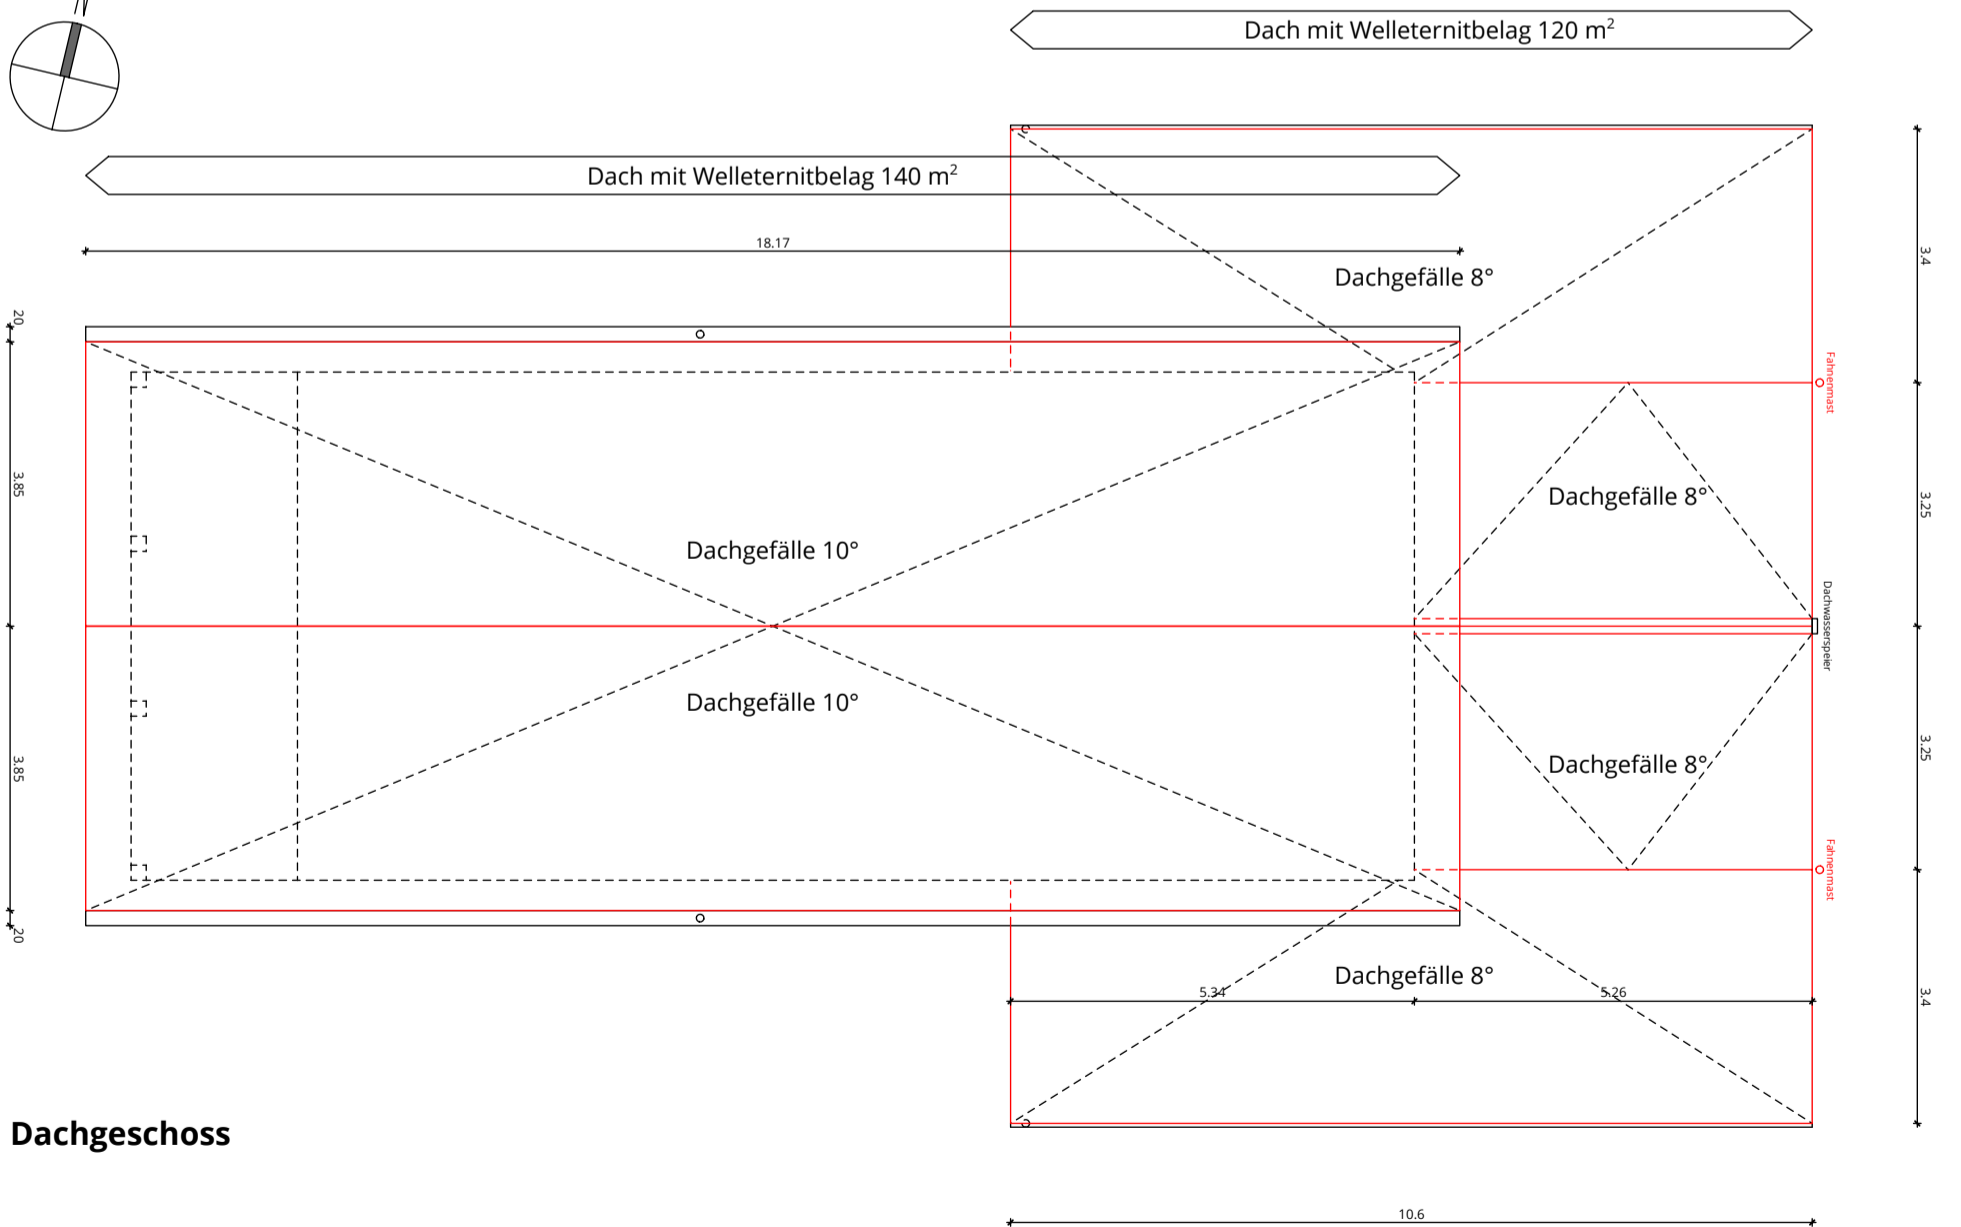 Dach mit Welleternitbelag 120 m²
Dach mit Welleternitbelag 140 m²
18.17
3.4
Dachgefälle 8°
20
Fahnenmast
3.85
3.25
Dachgefälle 8°
Dachgefälle 10°
Dachwasserspeier
Dachgefälle 10°
3.85
3.25
Dachgefälle 8°
Fahnenmast
20
Dachgefälle 8°
5.34
5.26
3.4
Dachgeschoss
10.6